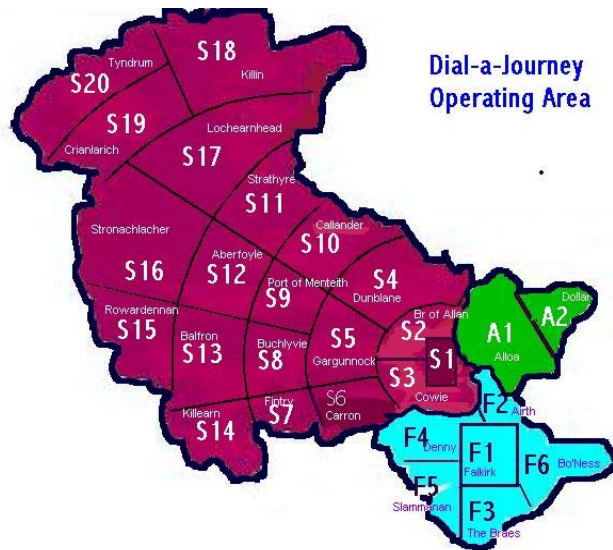 Dial-a-Journey
Operating Area
S18
Tyndrum
Killin
S20
S19
Lochearnhead
Crianlarich
S17
Strathyre
S11
Callander
Stronachlacher
S10
Aberfoyle
S16
S12
Port of Menteith
S4
S9
Dunblane
Rowardennan
Br of Allan
Dollar
S15
Balfron
S13
Buchlyvie
S8
S5
Gargunnock
S2
S1
A1
A2
Alloa
S3
Cowie
Fintry
S7
S6
Carron
Killearn
S14
F2
Airth
F4
Denny
F1
Falkirk
F6
Bo'Ness
F5
Slammanan
F3
The Braes